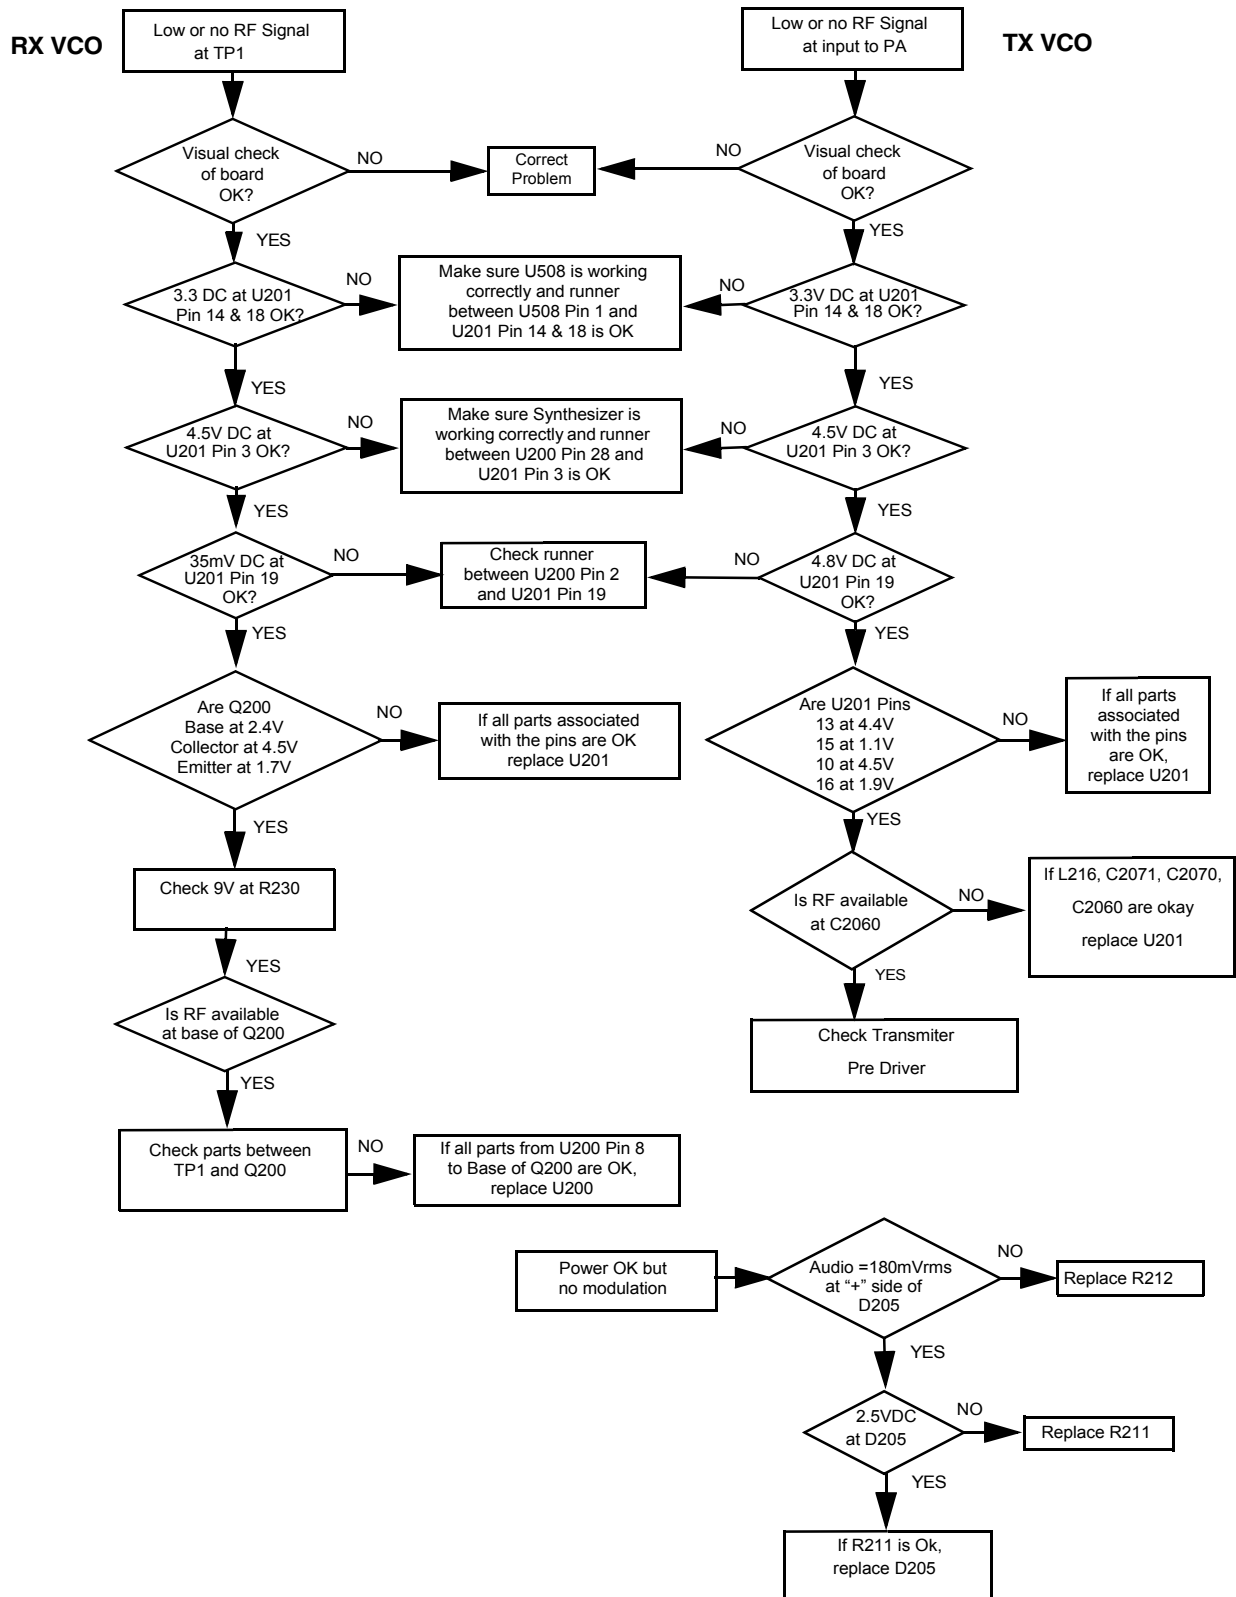 RX VCO
Low or no RF Signal
at TP1
Low or no RF Signal
at input to PA
TX VCO
Visual check
of board
OK?
NO
Correct
Problem
NO
Visual check
of board
OK?
YES
YES
3.3 DC at U201
Pin 14 & 18 OK?
NO
Make sure U508 is working
correctly and runner
between U508 Pin 1 and
U201 Pin 14 & 18 is OK
NO
3.3V DC at U201
Pin 14 & 18 OK?
YES
YES
4.5V DC at
U201 Pin 3 OK?
NO
Make sure Synthesizer is
working correctly and runner
between U200 Pin 28 and
U201 Pin 3 is OK
NO
4.5V DC at
U201 Pin 3 OK?
YES
YES
35mV DC at
U201 Pin 19
OK?
NO
Check runner
between U200 Pin 2
and U201 Pin 19
NO
4.8V DC at
U201 Pin 19
OK?
YES
YES
Are Q200
Base at 2.4V
Collector at 4.5V
Emitter at 1.7V
NO
If all parts associated
with the pins are OK
replace U201
Are U201 Pins
13 at 4.4V
15 at 1.1V
10 at 4.5V
16 at 1.9V
NO
If all parts
associated
with the pins
are OK,
replace U201
YES
YES
Check 9V at R230
Is RF available
at C2060
NO
If L216, C2071, C2070,
C2060 are okay
replace U201
YES
YES
Is RF available
at base of Q200
Check Transmiter
Pre Driver
YES
Check parts between
TP1 and Q200
NO
If all parts from U200 Pin 8
to Base of Q200 are OK,
replace U200
Power OK but
no modulation
Audio =180mVrms
at “+” side of
D205
NO
Replace R212
YES
2.5VDC
at D205
NO
Replace R211
YES
If R211 is Ok,
replace D205